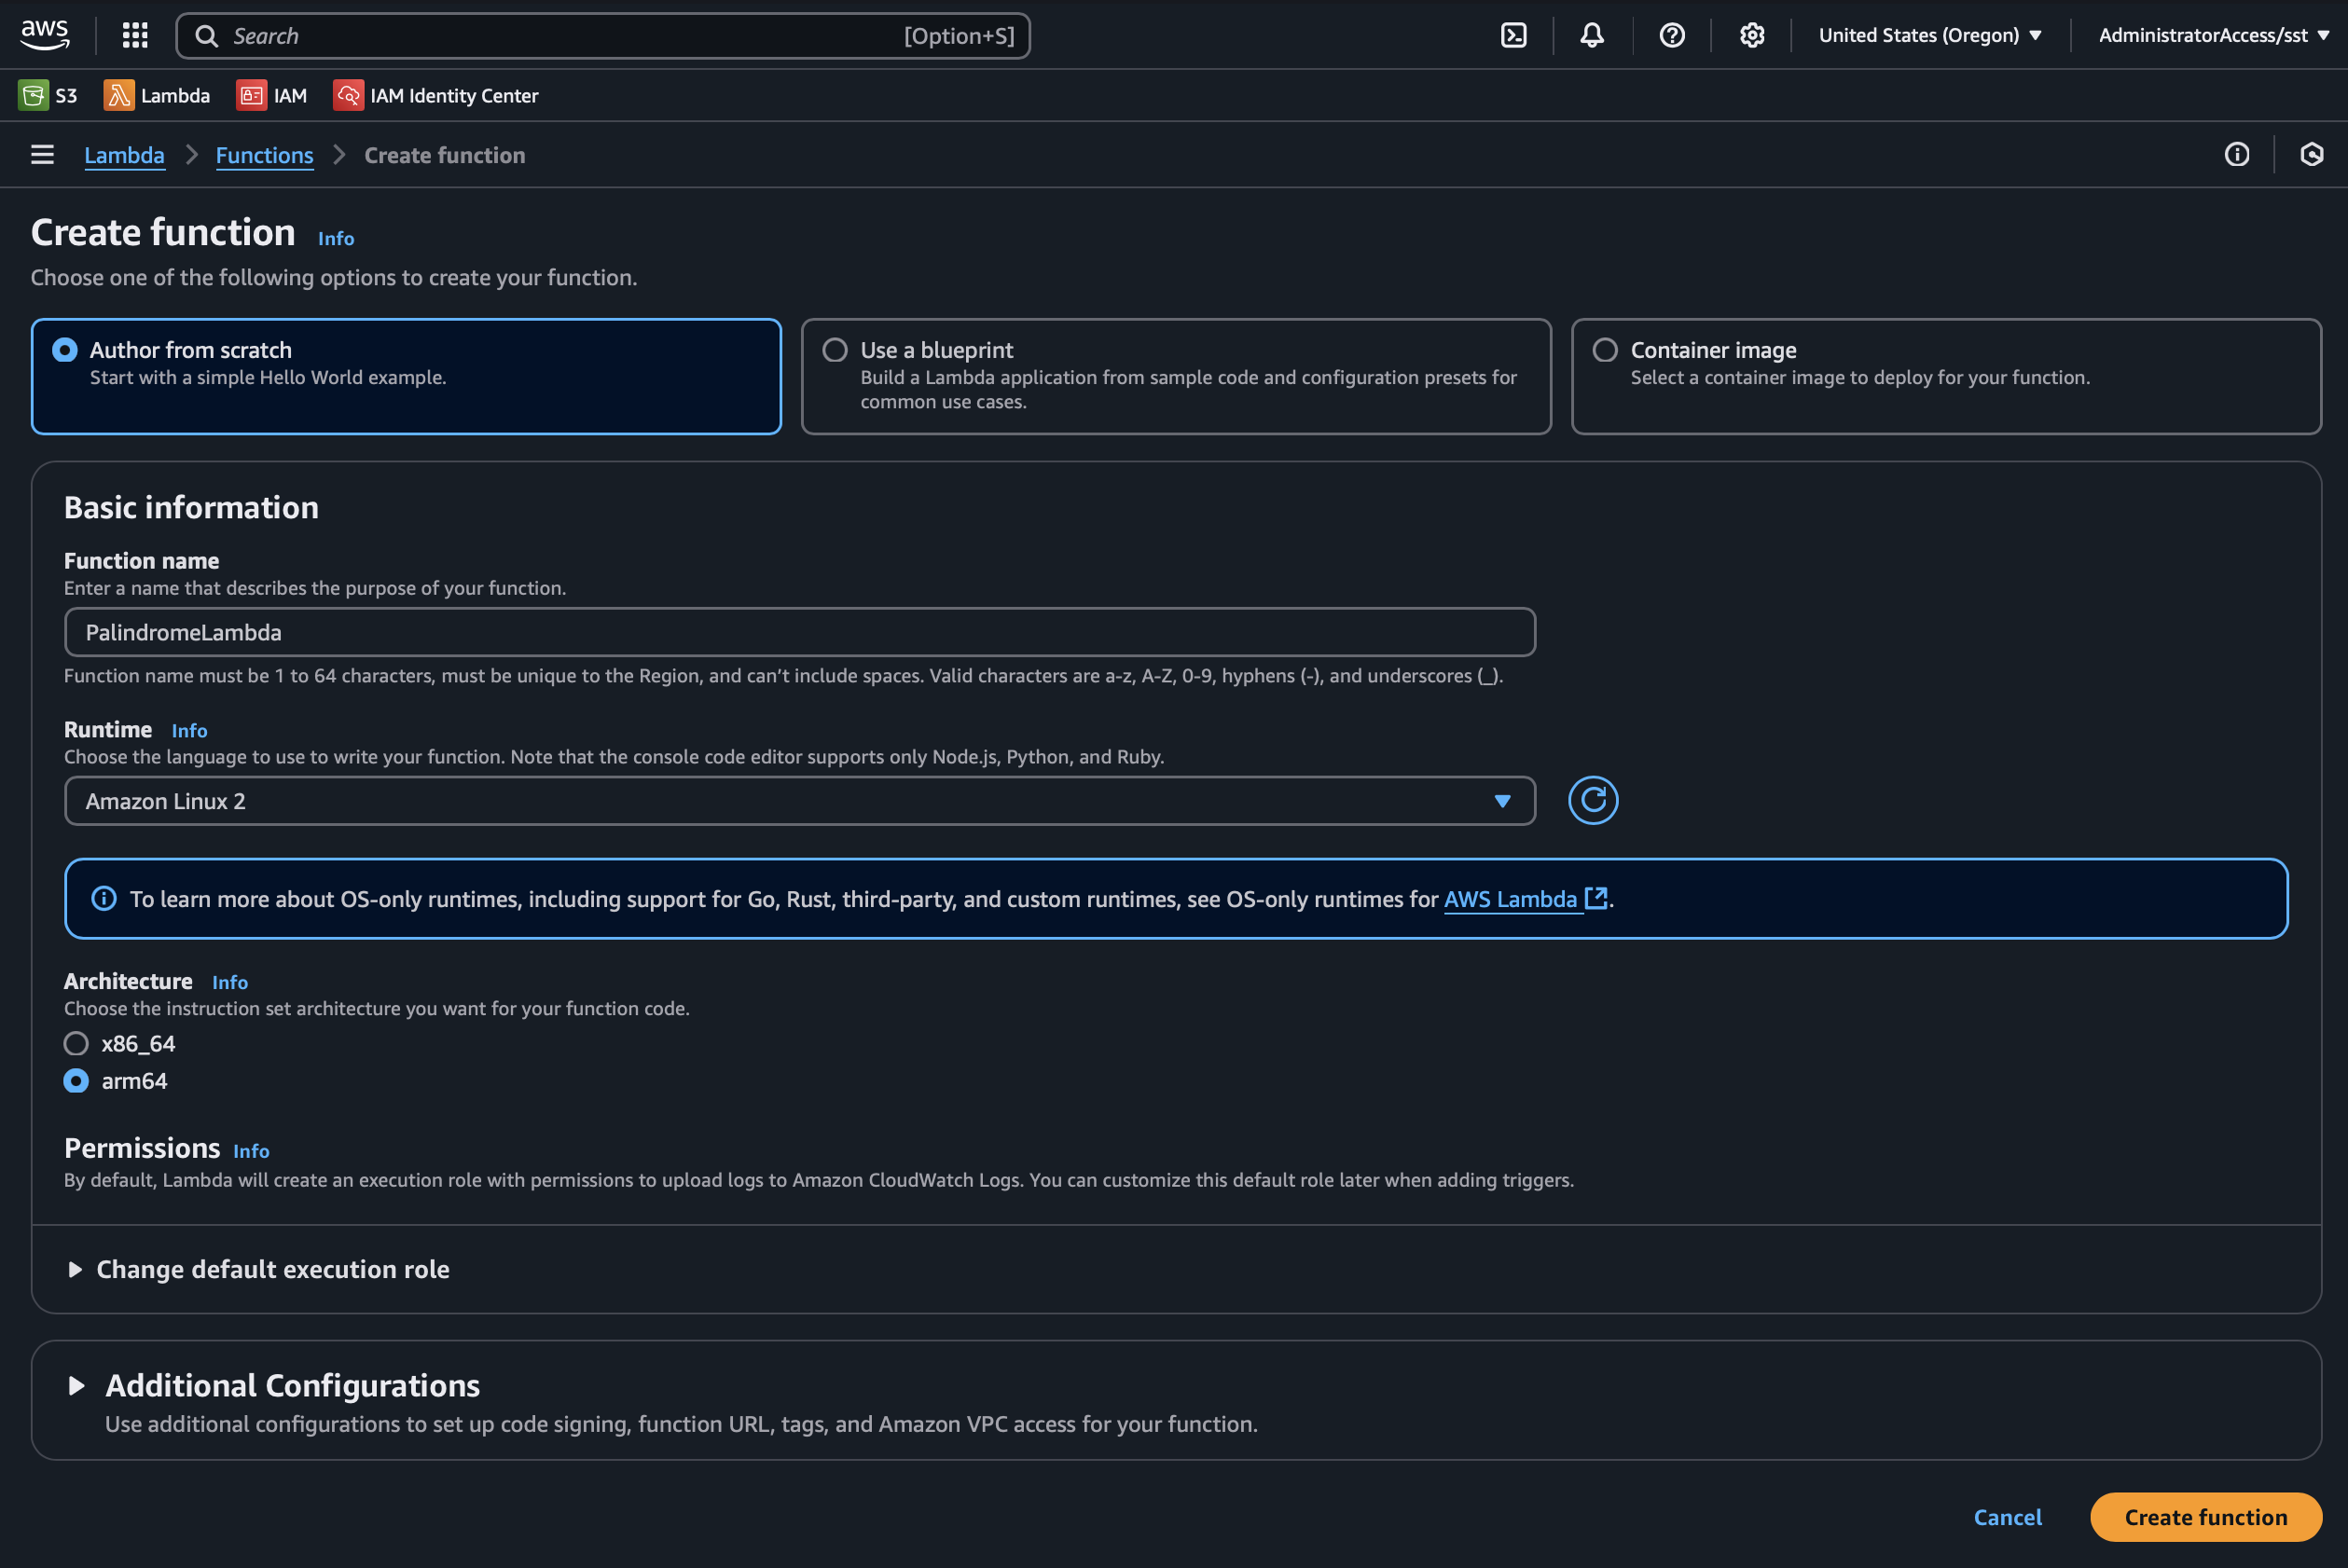 aws
Search [Option+S]
United States (Oregon) AdministratorAccess/sst
S3 Lambda IAM IAM Identity Center
Lambda Functions Create function
Create function Info
Choose one of the following options to create your function.
Author from scratch
Start with a simple Hello World example.
Use a blueprint
Build a Lambda application from sample code and configuration presets for
common use cases.
Container image
Select a container image to deploy for your function.
Basic information
Function name
Enter a name that describes the purpose of your function.
PalindromeLambda
Function name must be 1 to 64 characters, must be unique to the Region, and can’t include spaces. Valid characters are a-z, A-Z, 0-9, hyphens (-), and underscores (_).
Runtime Info
Choose the language to use to write your function. Note that the console code editor supports only Node.js, Python, and Ruby.
Amazon Linux 2
To learn more about OS-only runtimes, including support for Go, Rust, third-party, and custom runtimes, see OS-only runtimes for AWS Lambda.
Architecture Info
Choose the instruction set architecture you want for your function code.
x86_64
arm64
Permissions Info
By default, Lambda will create an execution role with permissions to upload logs to Amazon CloudWatch Logs. You can customize this default role later when adding triggers.
Change default execution role
Additional Configurations
Use additional configurations to set up code signing, function URL, tags, and Amazon VPC access for your function.
Cancel Create function